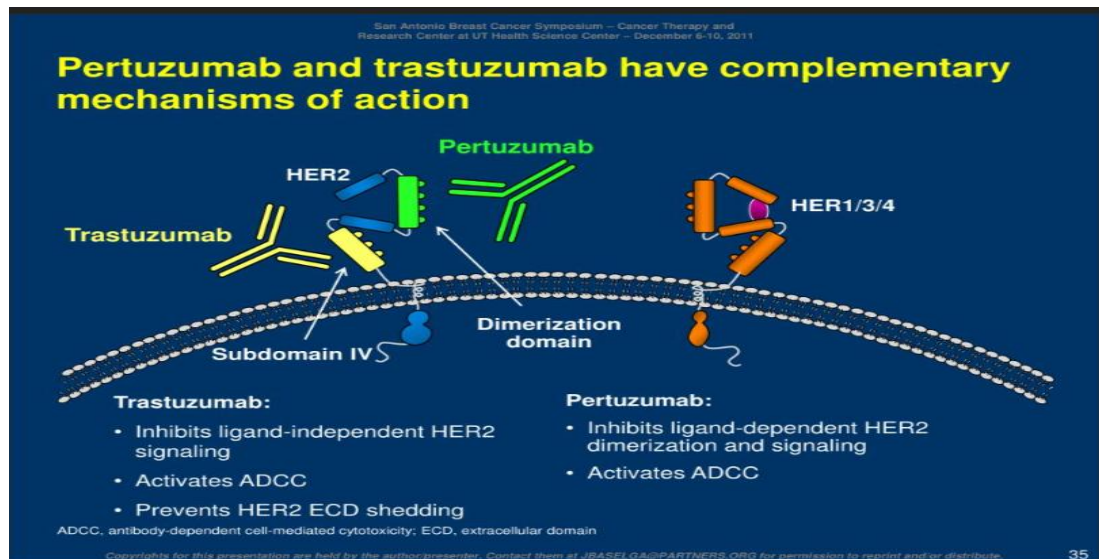 San Antonio Breast Cancer Symposium – Cancer Therapy and
Research Center at UT Health Science Center – December 6-10, 2011
Pertuzumab and trastuzumab have complementary
mechanisms of action
Pertuzumab
HER2
HER1/3/4
Trastuzumab
Dimerization
domain
Subdomain IV
Trastuzumab:
• Inhibits ligand-independent HER2
signaling
• Activates ADCC
• Prevents HER2 ECD shedding
Pertuzumab:
• Inhibits ligand-dependent HER2
dimerization and signaling
• Activates ADCC
ADCC, antibody-dependent cell-mediated cytotoxicity; ECD, extracellular domain
Copyrights for this presentation are held by the author/presenter. Contact them at JBASELGA@PARTNERS.ORG for permission to reprint and/or distribute.
35